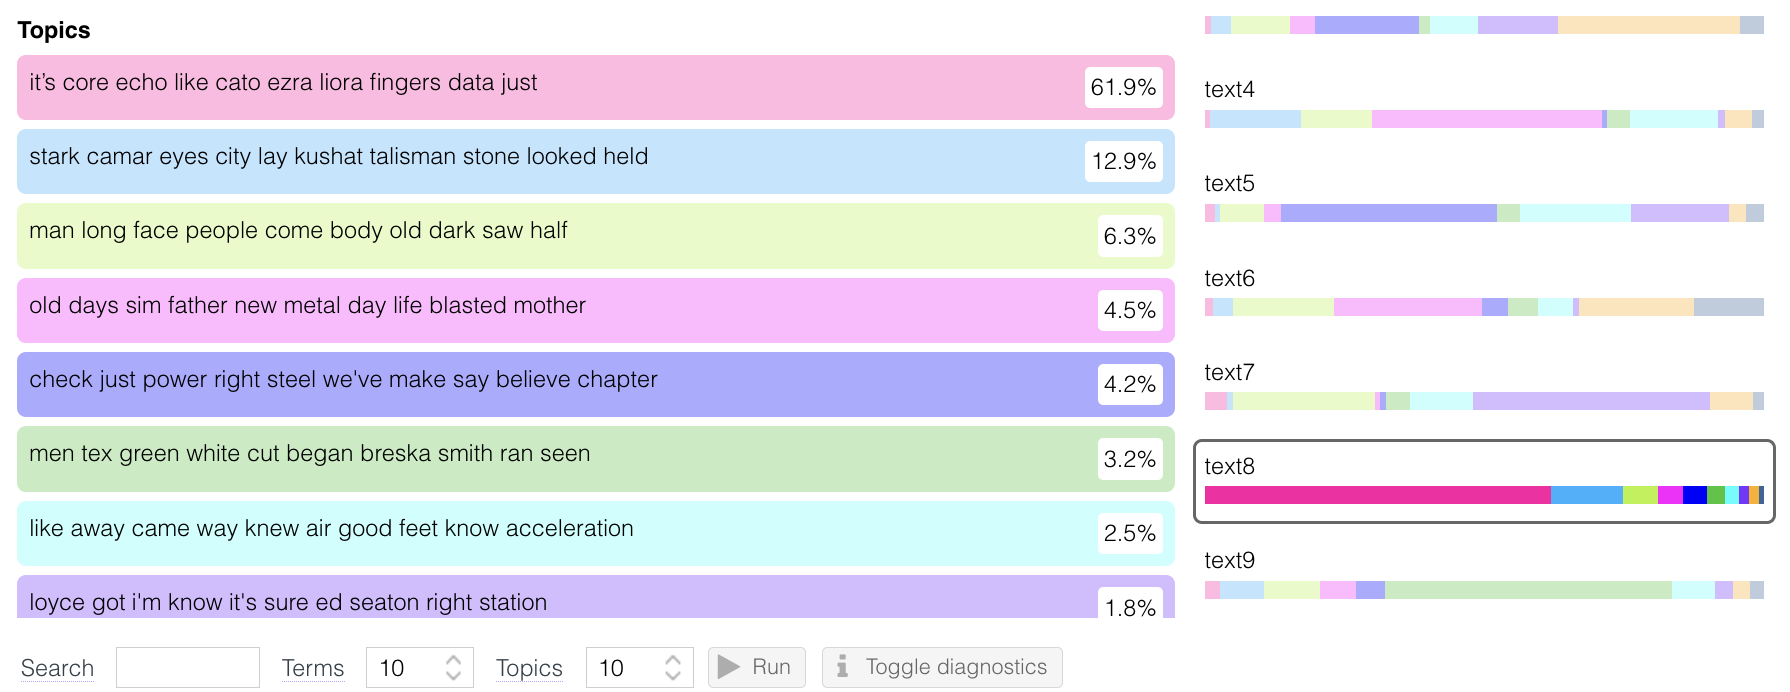 Topics
it’s core echo like cato ezra liora fingers data just
61.9%
stark camar eyes city lay kushat talisman stone looked held
12.9%
man long face people come body old dark saw half
6.3%
old days sim father new metal day life blasted mother
4.5%
check just power right steel we've make say believe chapter
4.2%
men tex green white cut began breska smith ran seen
3.2%
like away came way knew air good feet know acceleration
2.5%
loyce got i'm know it's sure ed seaton right station
1.8%
text4
text5
text6
text7
text8
text9
Search Terms 10 Topics 10 Run Toggle diagnostics